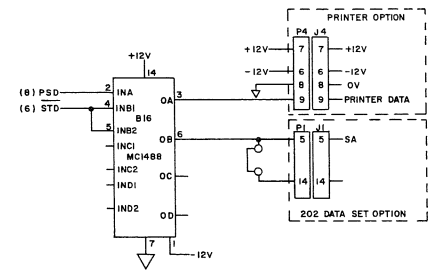 PRINTER OPTION
P4 J4
+12V 7 7 +12V
-12V 6 6 -12V
8 8 0V
9 9 PRINTER DATA
+12V
14
(8) PSD 2 INA OA 3
(6) STD 4 INB1
B16
5 INB2 OB 6
INC1
MC1488
INC2 OC
IND1
IND2 OD
7 1 -12V
P1 J1
5 5 SA
14 14
202 DATA SET OPTION